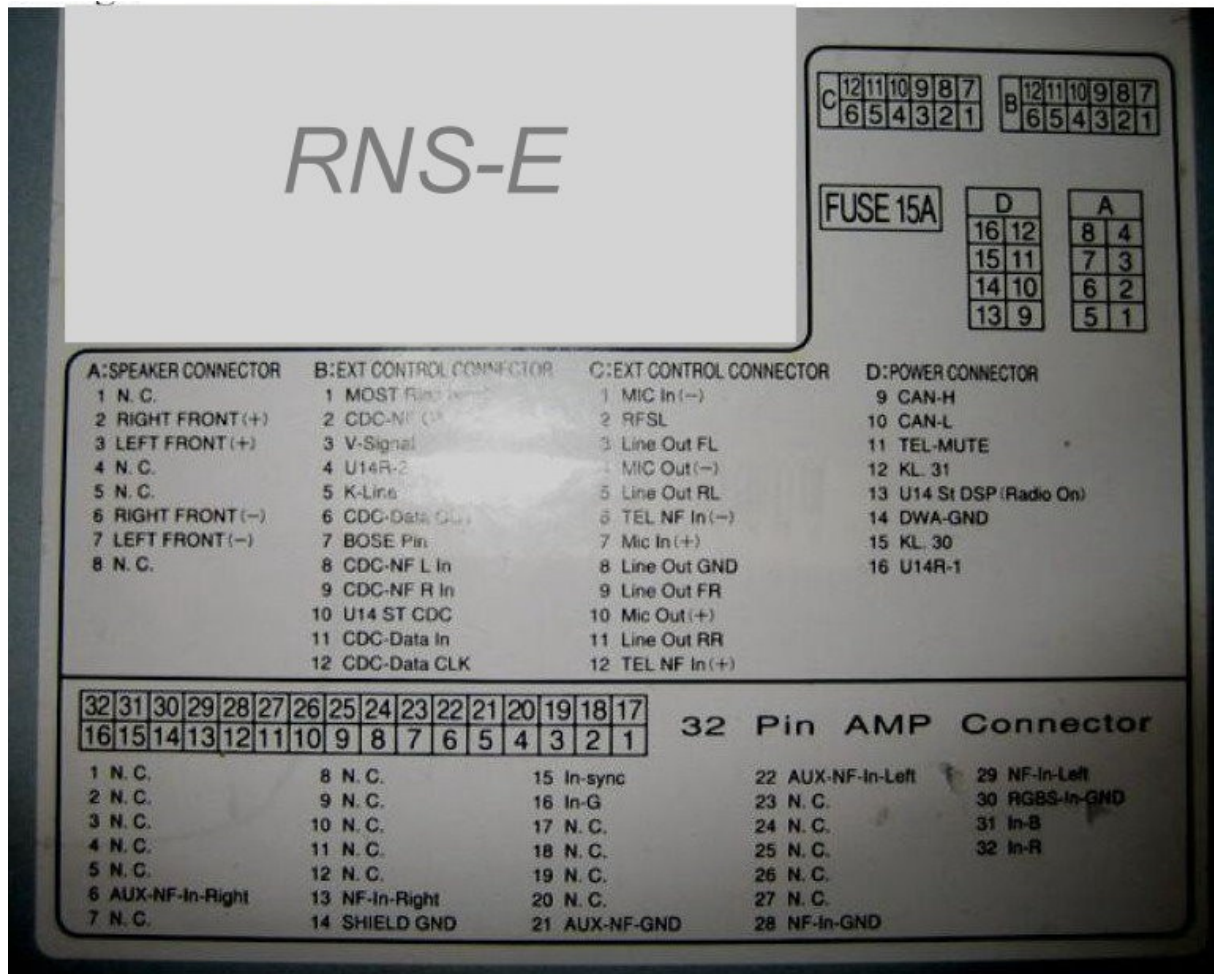 RNS-E
C 12 11 10 9 8 7
6 5 4 3 2 1
B 12 11 10 9 8 7
6 5 4 3 2 1
FUSE 15A
D
16 12
15 11
14 10
13 9
A
8 4
7 3
6 2
5 1
A:SPEAKER CONNECTOR
1 N. C.
2 RIGHT FRONT(+)
3 LEFT FRONT(+)
4 N. C.
5 N. C.
6 RIGHT FRONT(-)
7 LEFT FRONT(-)
8 N. C.
B:EXT CONTROL CONNECTOR
1 MOST
2 CDC-NF
3 V-Signal
4 U14R-2
5 K-Line
6 CDC-Data
7 BOSE Pin
8 CDC-NF L In
9 CDC-NF R In
10 U14 ST CDC
11 CDC-Data In
12 CDC-Data CLK
C:EXT CONTROL CONNECTOR
1 MIC In(-)
2 RFSL
3 Line Out FL
4 MIC Out(-)
5 Line Out RL
6 TEL NF In(-)
7 Mic In(+)
8 Line Out GND
9 Line Out FR
10 Mic Out(+)
11 Line Out RR
12 TEL NF In(+)
D:POWER CONNECTOR
9 CAN-H
10 CAN-L
11 TEL-MUTE
12 KL. 31
13 U14 St DSP(Radio On)
14 DWA-GND
15 KL. 30
16 U14R-1
32 31 30 29 28 27 26 25 24 23 22 21 20 19 18 17
16 15 14 13 12 11 10 9 8 7 6 5 4 3 2 1
32 Pin AMP Connector
1 N. C.
2 N. C.
3 N. C.
4 N. C.
5 N. C.
6 AUX-NF-In-Right
7 N. C.
8 N. C.
9 N. C.
10 N. C.
11 N. C.
12 N. C.
13 NF-In-Right
14 SHIELD GND
15 In-sync
16 In-G
17 N. C.
18 N. C.
19 N. C.
20 N. C.
21 AUX-NF-GND
22 AUX-NF-In-Left
23 N. C.
24 N. C.
25 N. C.
26 N. C.
27 N. C.
28 NF-In-GND
29 NF-In-Left
30 RGBS-In-GND
31 In-B
32 In-R